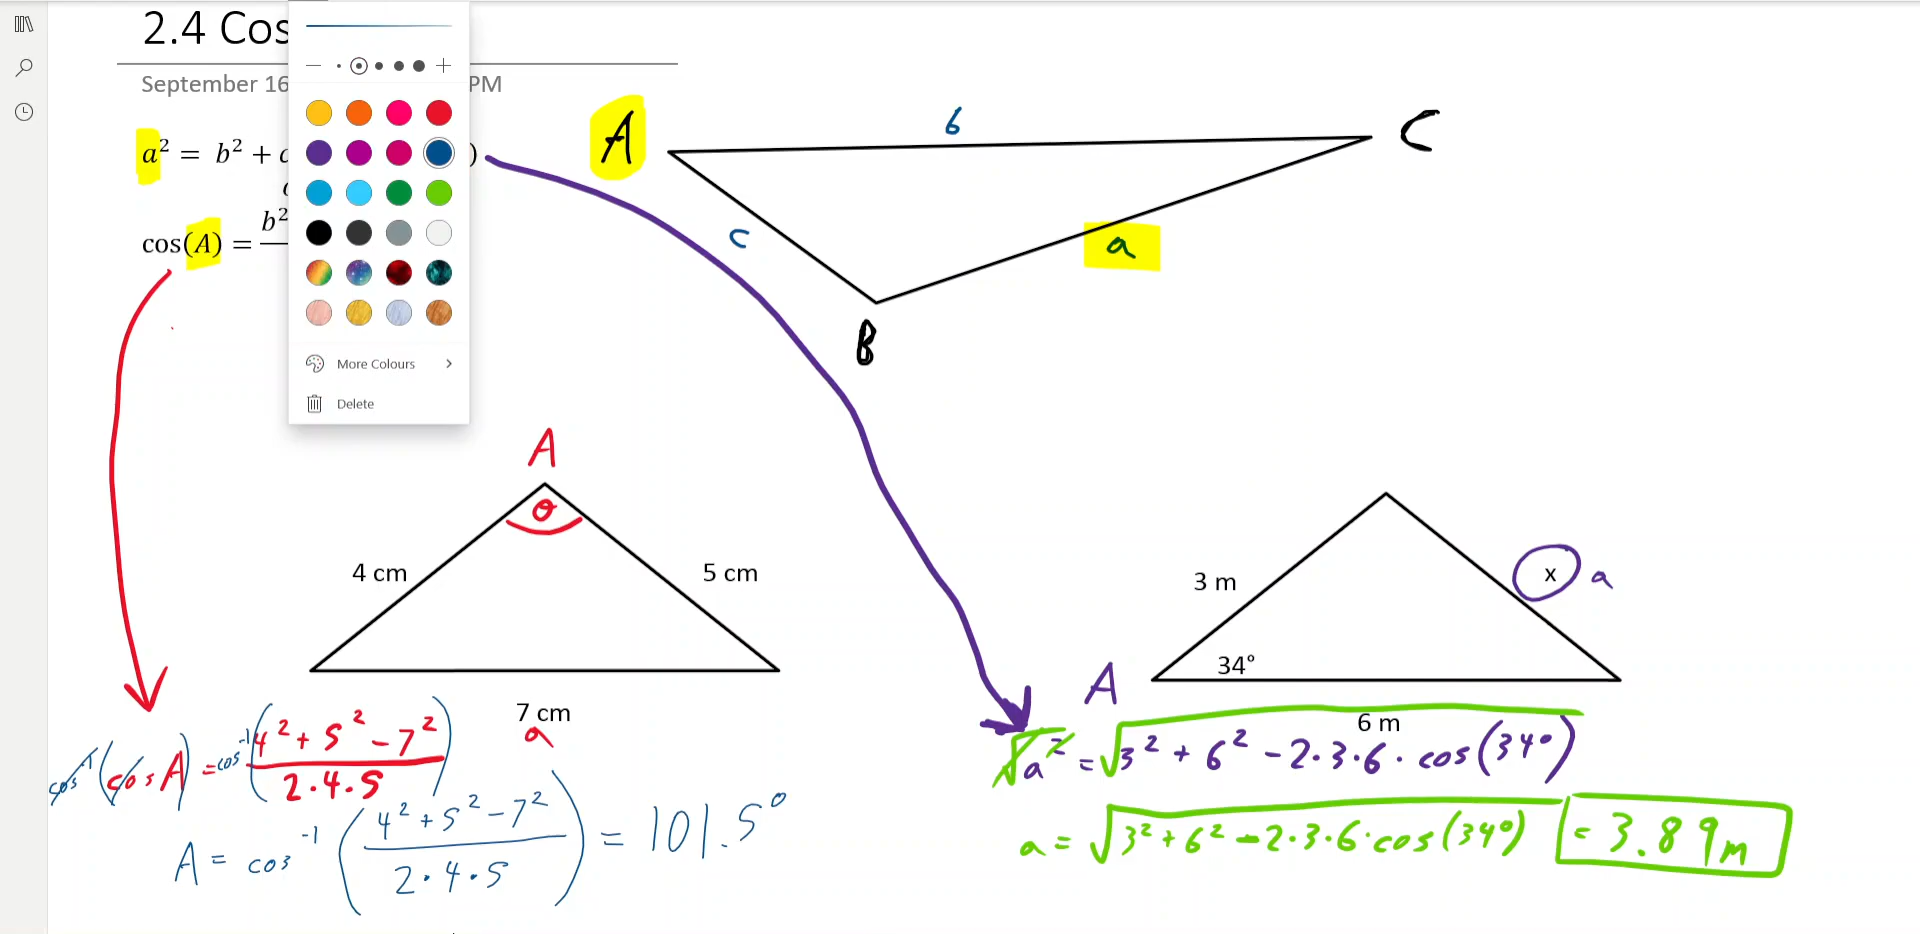 2.4 Cos
September 16 PM
a² = b² + c )
cos(A) = b²
More Colours
Delete
A
b
C
c
a
B
A
θ
4 cm
5 cm
7 cm
a
cos⁻¹(cos A) = cos⁻¹(4² + 5² - 7² / 2·4·5)
A = cos⁻¹(4² + 5² - 7² / 2·4·5) = 101.5°
3 m
x a
34°
A
6 m
√a² = √3² + 6² - 2·3·6·cos(34°)
a = √3² + 6² - 2·3·6·cos(34°) = 3.89m